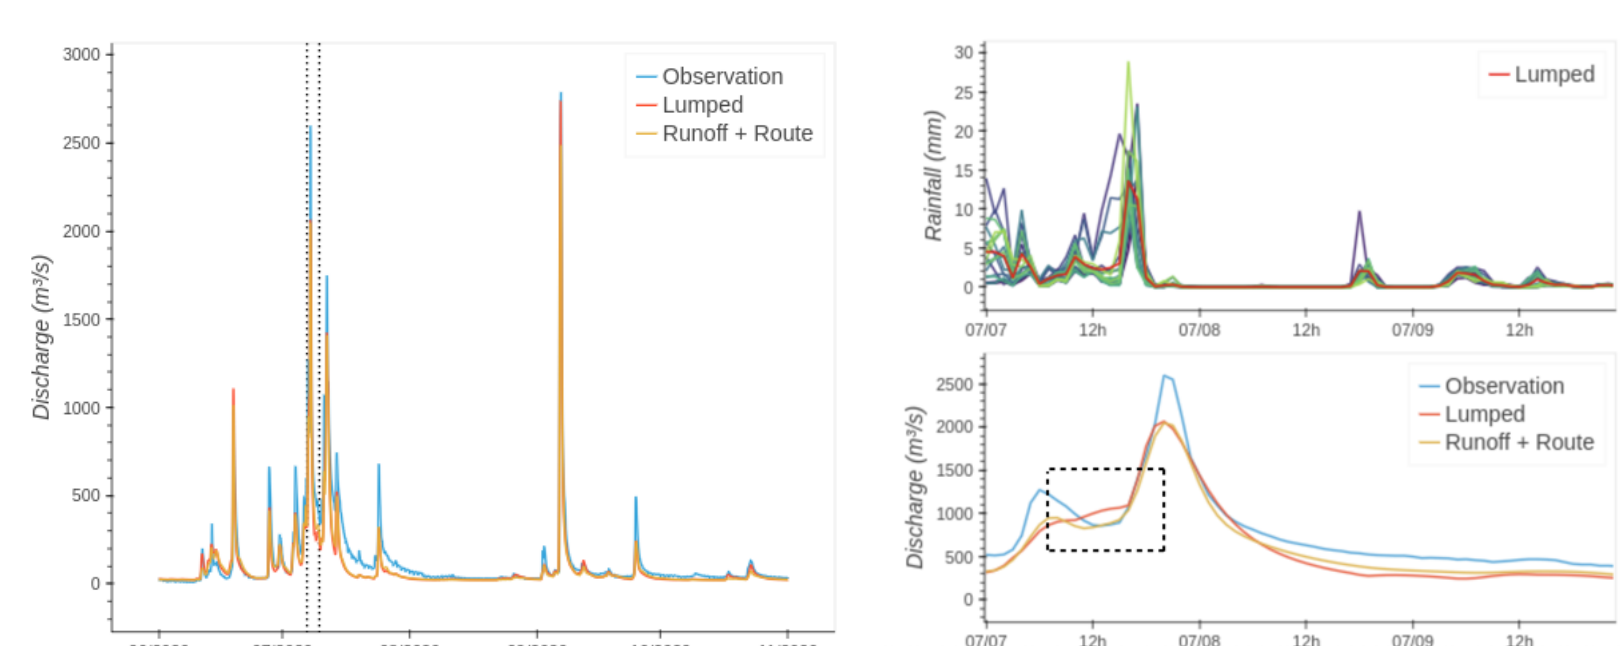 3000
2500
2000
1500
1000
500
0
Discharge (m³/s)
Observation
Lumped
Runoff + Route
30
25
20
15
10
5
0
Rainfall (mm)
Lumped
07/07 12h 07/08 12h 07/09 12h
2500
2000
1500
1000
500
0
Discharge (m³/s)
Observation
Lumped
Runoff + Route
07/07 12h 07/08 12h 07/09 12h